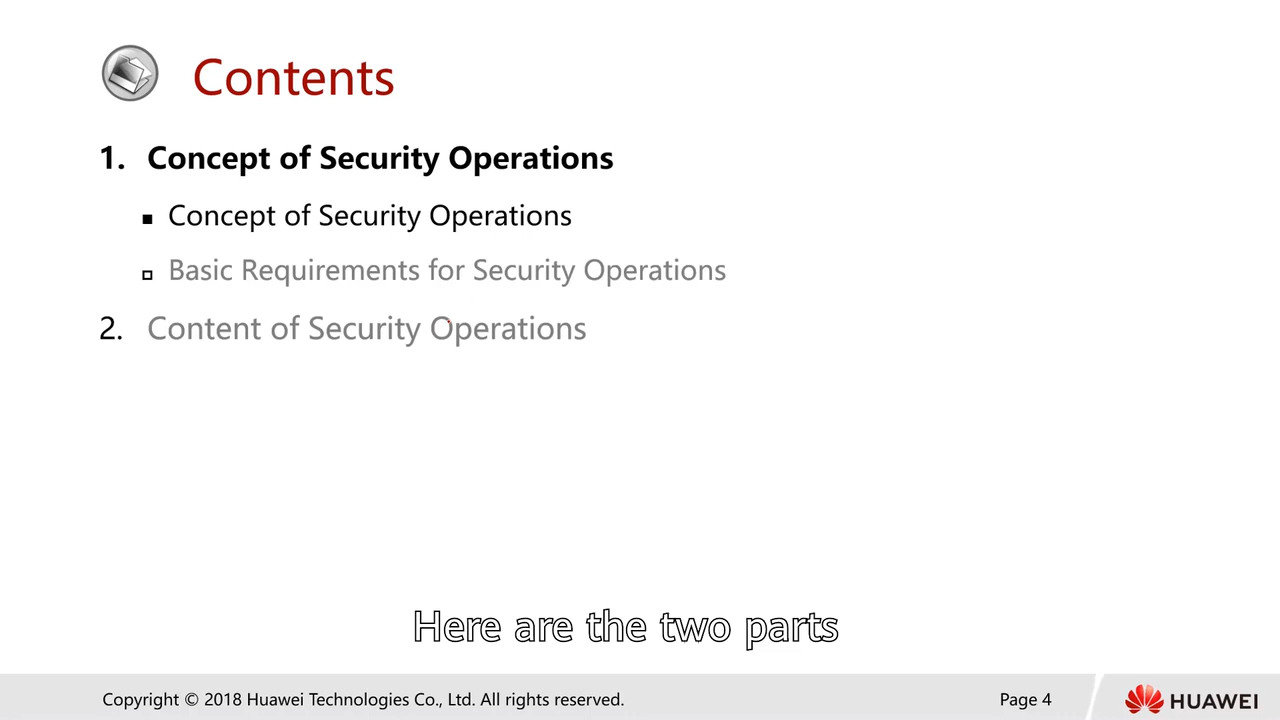 Contents
1. Concept of Security Operations
▪ Concept of Security Operations
▫ Basic Requirements for Security Operations
2. Content of Security Operations
Here are the two parts
Copyright © 2018 Huawei Technologies Co., Ltd. All rights reserved.
Page 4
HUAWEI